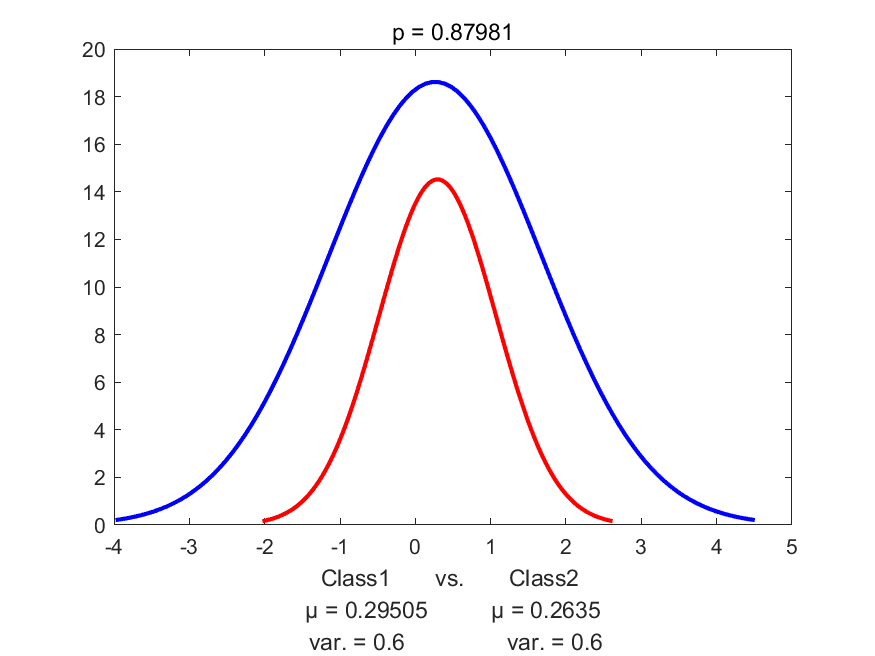 p = 0.87981
20
18
16
14
12
10
8
6
4
2
0
-4 -3 -2 -1 0 1 2 3 4 5
Class1 vs. Class2
μ = 0.29505 μ = 0.2635
var. = 0.6 var. = 0.6